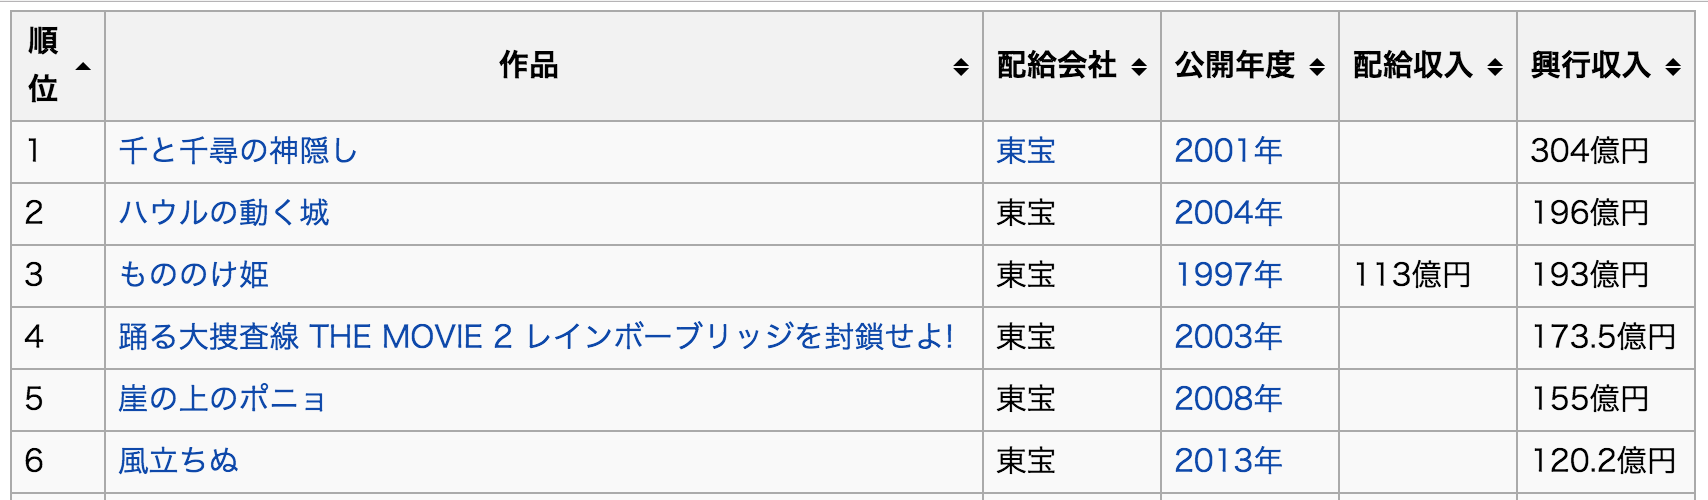 順位 作品 配給会社 公開年度 配給収入 興行収入
1 千と千尋の神隠し 東宝 2001年 304億円
2 ハウルの動く城 東宝 2004年 196億円
3 もののけ姫 東宝 1997年 113億円 193億円
4 踊る大捜査線 THE MOVIE 2 レインボーブリッジを封鎖せよ! 東宝 2003年 173.5億円
5 崖の上のポニョ 東宝 2008年 155億円
6 風立ちぬ 東宝 2013年 120.2億円